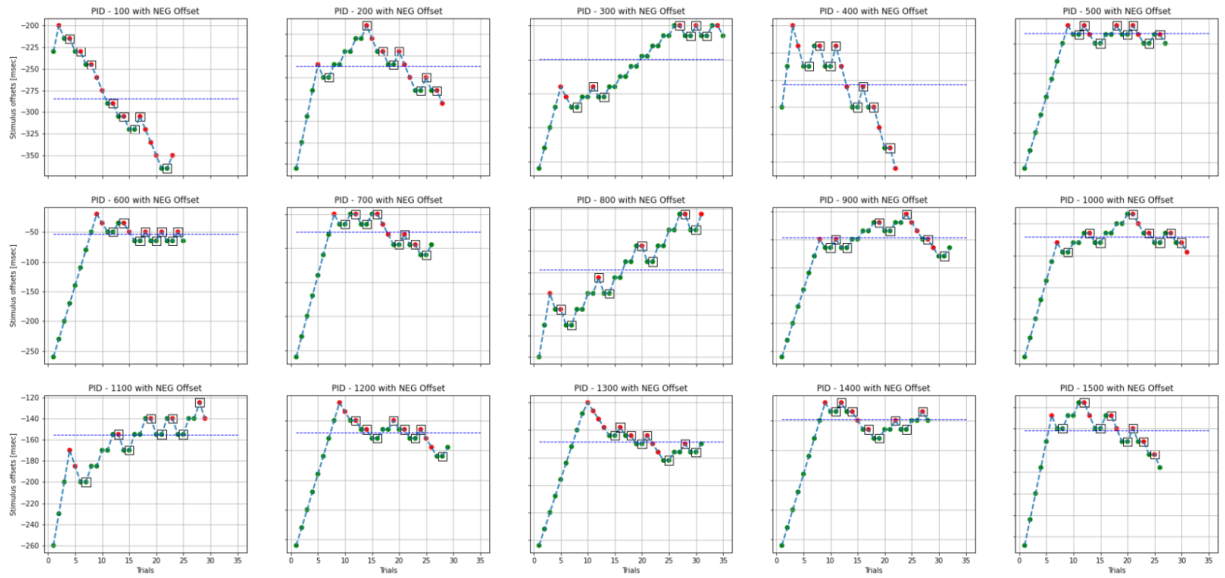 PID - 100 with NEG Offset
PID - 200 with NEG Offset
PID - 300 with NEG Offset
PID - 400 with NEG Offset
PID - 500 with NEG Offset
Stimulus offsets [msec]
−200
−225
−250
−275
−300
−325
−350
PID - 600 with NEG Offset
PID - 700 with NEG Offset
PID - 800 with NEG Offset
PID - 900 with NEG Offset
PID - 1000 with NEG Offset
Stimulus offsets [msec]
−50
−100
−150
−200
−250
PID - 1100 with NEG Offset
PID - 1200 with NEG Offset
PID - 1300 with NEG Offset
PID - 1400 with NEG Offset
PID - 1500 with NEG Offset
Stimulus offsets [msec]
−120
−140
−160
−180
−200
−220
−240
−260
0 5 10 15 20 25 30 35
0 5 10 15 20 25 30 35
0 5 10 15 20 25 30 35
0 5 10 15 20 25 30 35
0 5 10 15 20 25 30 35
Trials
Trials
Trials
Trials
Trials